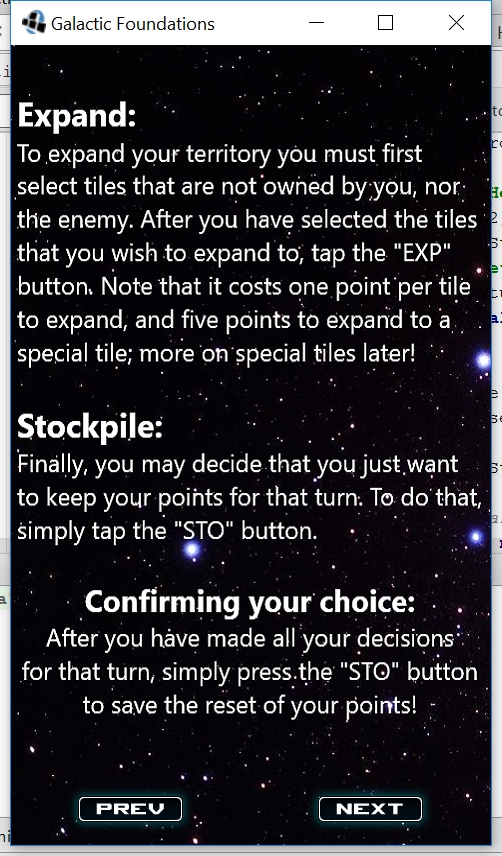 Galactic Foundations
Expand:
To expand your territory you must first
select tiles that are not owned by you, nor
the enemy. After you have selected the tiles
that you wish to expand to, tap the "EXP"
button. Note that it costs one point per tile
to expand, and five points to expand to a
special tile; more on special tiles later!
Stockpile:
Finally, you may decide that you just want
to keep your points for that turn. To do that,
simply tap the "STO" button.
Confirming your choice:
After you have made all your decisions
for that turn, simply press the "STO" button
to save the reset of your points!
PREV
NEXT